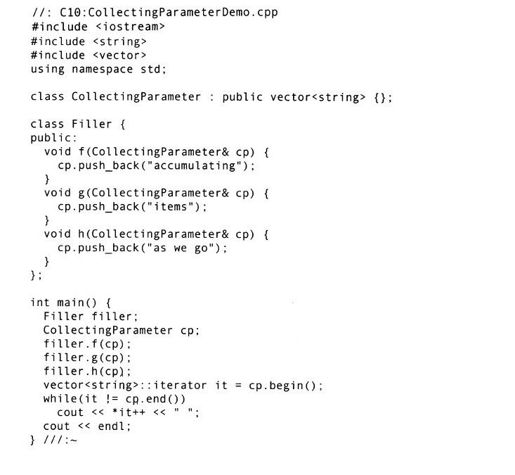 //: C10:CollectingParameterDemo.cpp
#include <iostream>
#include <string>
#include <vector>
using namespace std;

class CollectingParameter : public vector<string> {};

class Filler {
public:
  void f(CollectingParameter& cp) {
    cp.push_back("accumulating");
  }
  void g(CollectingParameter& cp) {
    cp.push_back("items");
  }
  void h(CollectingParameter& cp) {
    cp.push_back("as we go");
  }
};

int main() {
  Filler filler;
  CollectingParameter cp;
  filler.f(cp);
  filler.g(cp);
  filler.h(cp);
  vector<string>::iterator it = cp.begin();
  while(it != cp.end())
    cout << *it++ << " ";
  cout << endl;
} ///:~